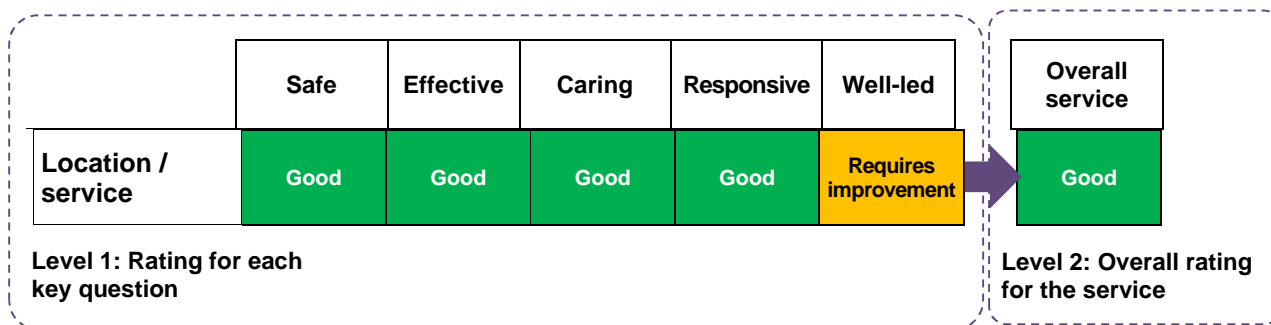 Safe
Effective
Caring
Responsive
Well-led
Overall
service
Location /
service
Good
Good
Good
Good
Requires
improvement
Good
Level 1: Rating for each
key question
Level 2: Overall rating
for the service